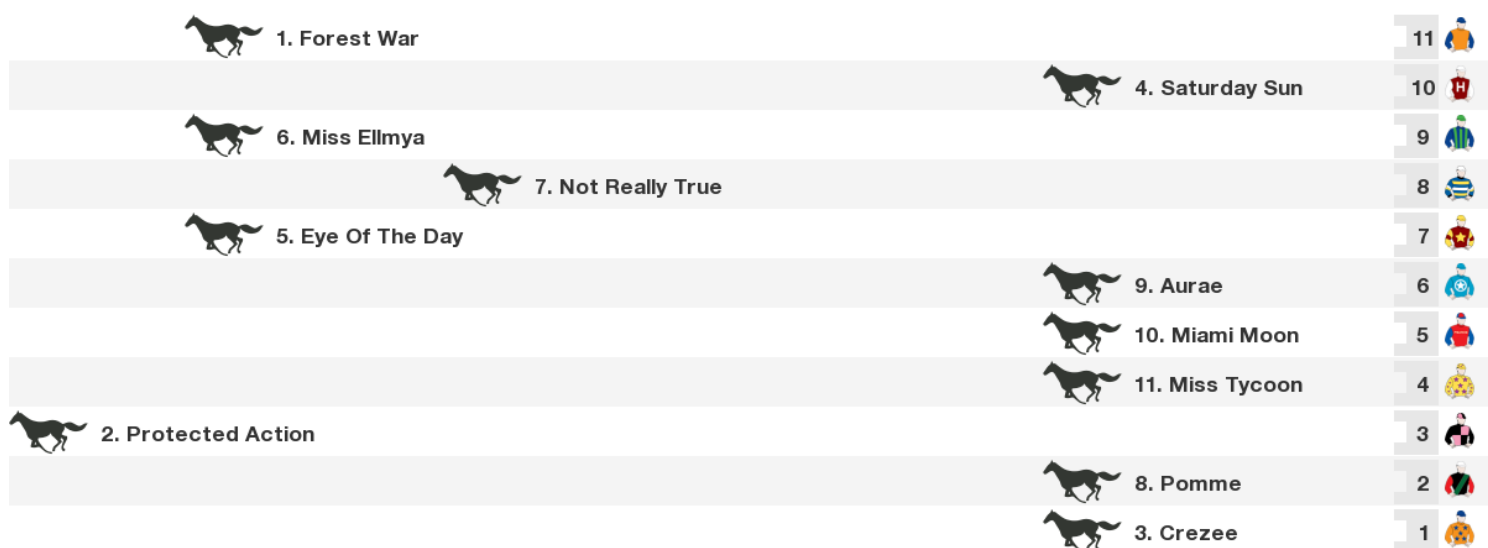 1. Forest War 11
4. Saturday Sun 10 H
6. Miss Ellmya 9
7. Not Really True 8
5. Eye Of The Day 7
9. Aurae 6
10. Miami Moon 5
11. Miss Tycoon 4
2. Protected Action 3
8. Pomme 2
3. Crezee 1